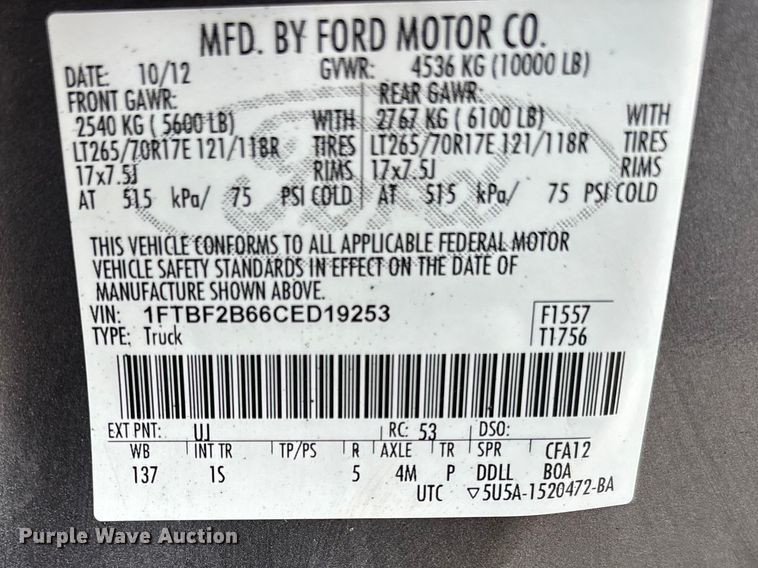 MFD. BY FORD MOTOR CO.
DATE: 10/12 GVWR: 4536 KG (10000 LB)
FRONT GAWR: REAR GAWR:
2540 KG ( 5600 LB) WITH 2767 KG ( 6100 LB) WITH
LT265/70R17E 121/118R TIRES LT265/70R17E 121/118R TIRES
17x7.5J RIMS 17x7.5J RIMS
AT 515 kPa/ 75 PSI COLD AT 515 kPa/ 75 PSI COLD
Ford
THIS VEHICLE CONFORMS TO ALL APPLICABLE FEDERAL MOTOR
VEHICLE SAFETY STANDARDS IN EFFECT ON THE DATE OF
MANUFACTURE SHOWN ABOVE.
VIN: 1FTBF2B66CED19253 F1557
TYPE: Truck T1756
EXT PNT: UJ RC: 53 DSO:
WB INT TR TP/PS R AXLE TR SPR CFA12
137 1S 5 4M P DDLL BOA
UTC ▽5U5A-1520472-BA
Purple Wave Auction